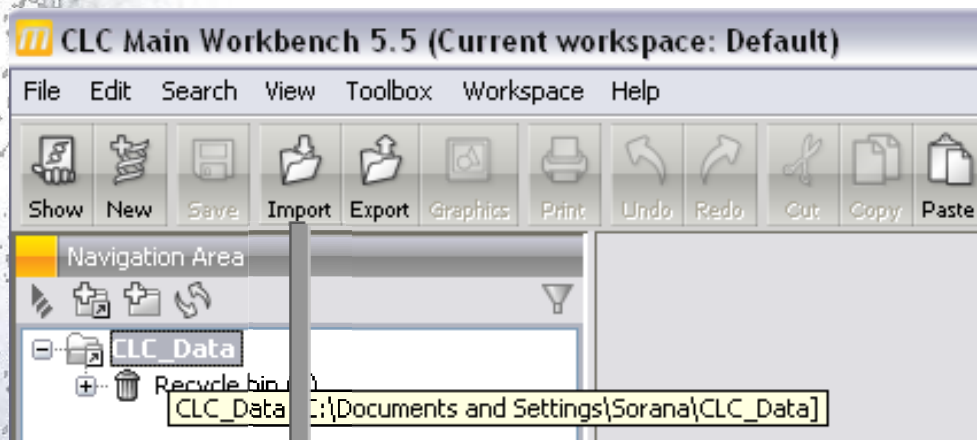 CLC Main Workbench 5.5 (Current workspace: Default)
File Edit Search View Toolbox Workspace Help
Show New Save Import Export Graphics Print Undo Redo Cut Copy Paste
Navigation Area
CLC_Data
Recycle bin
CLC_Data C:\Documents and Settings\Sorana\CLC_Data]